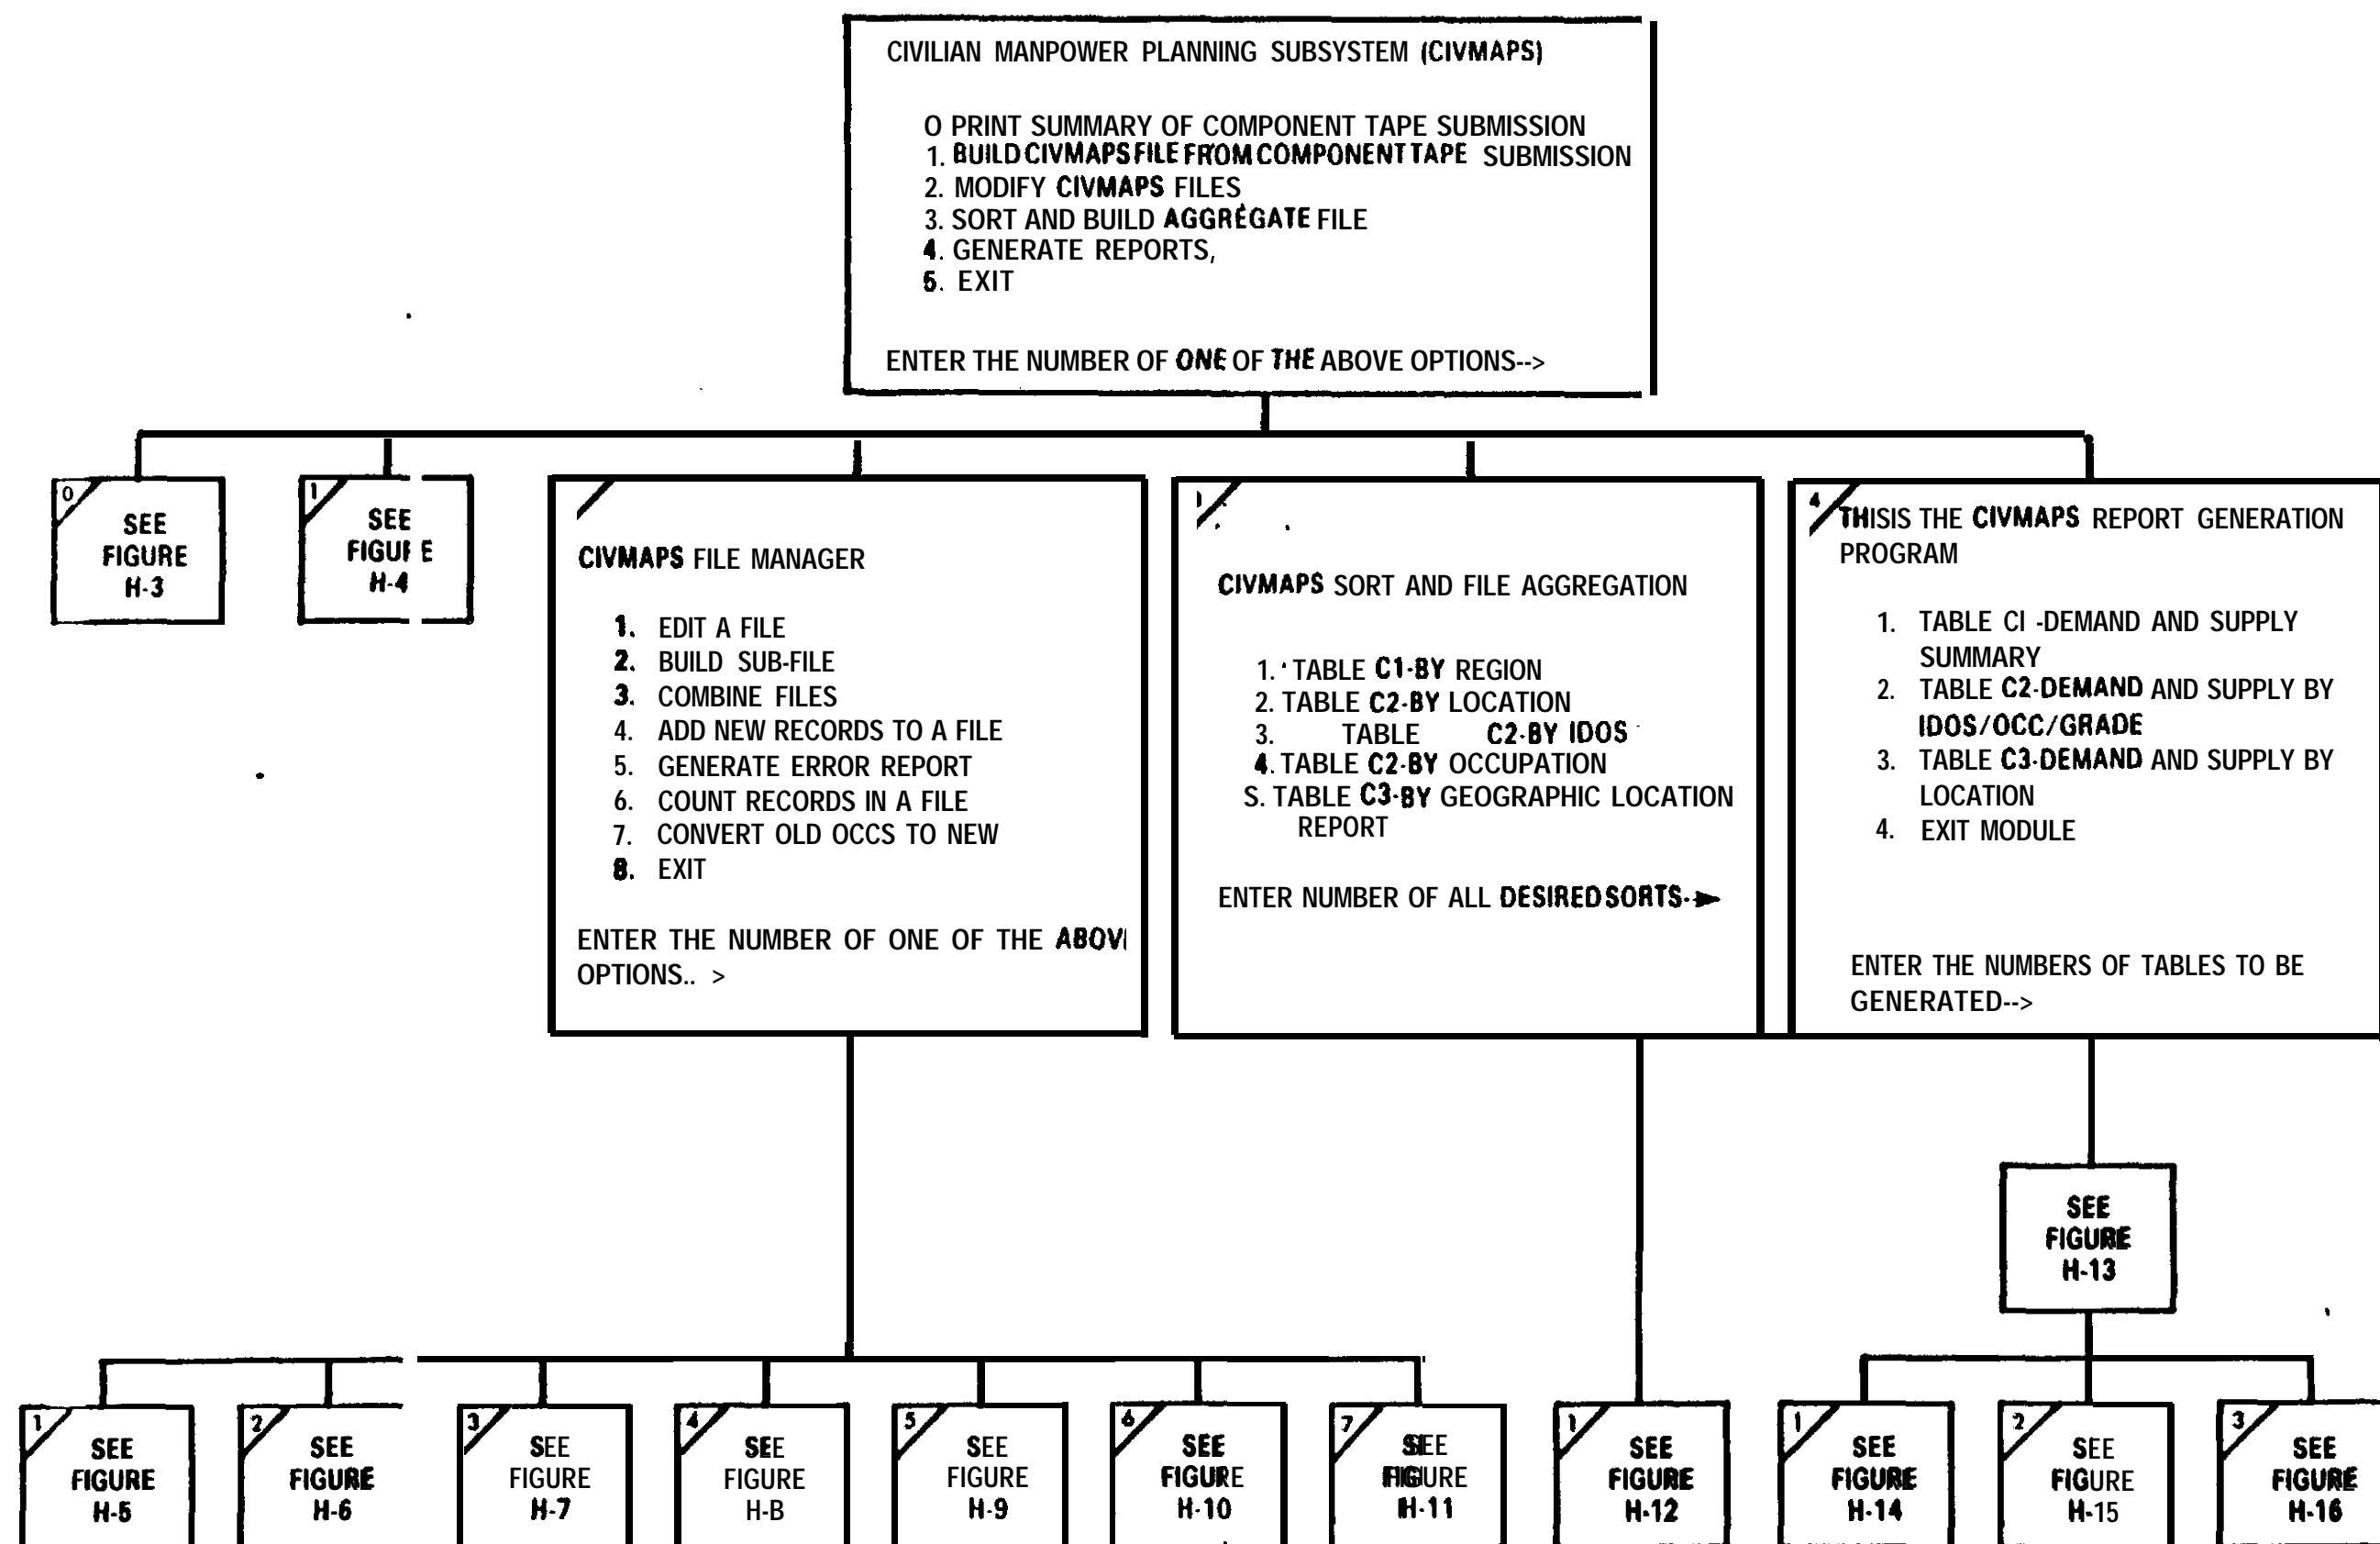 CIVILIAN MANPOWER PLANNING SUBSYSTEM (CIVMAPS)
O PRINT SUMMARY OF COMPONENT TAPE SUBMISSION
1. BUILD CIVMAPS FILE FROM COMPONENT TAPE SUBMISSION
2. MODIFY CIVMAPS FILES
3. SORT AND BUILD AGGREGATE FILE
4. GENERATE REPORTS,
5. EXIT
ENTER THE NUMBER OF ONE OF THE ABOVE OPTIONS-->
0
SEE
FIGURE
H-3
1
SEE
FIGURE
H-4
CIVMAPS FILE MANAGER
1. EDIT A FILE
2. BUILD SUB-FILE
3. COMBINE FILES
4. ADD NEW RECORDS TO A FILE
5. GENERATE ERROR REPORT
6. COUNT RECORDS IN A FILE
7. CONVERT OLD OCCS TO NEW
8. EXIT
ENTER THE NUMBER OF ONE OF THE ABOV
OPTIONS.. >
CIVMAPS SORT AND FILE AGGREGATION
1. TABLE C1-BY REGION
2. TABLE C2-BY LOCATION
3. TABLE C2-BY IDOS
4. TABLE C2-BY OCCUPATION
S. TABLE C3-BY GEOGRAPHIC LOCATION
REPORT
ENTER NUMBER OF ALL DESIRED SORTS-►
4
THISIS THE CIVMAPS REPORT GENERATION
PROGRAM
1. TABLE CI -DEMAND AND SUPPLY
SUMMARY
2. TABLE C2-DEMAND AND SUPPLY BY
IDOS/OCC/GRADE
3. TABLE C3-DEMAND AND SUPPLY BY
LOCATION
4. EXIT MODULE
ENTER THE NUMBERS OF TABLES TO BE
GENERATED-->
SEE
FIGURE
H-13
1
SEE
FIGURE
H-5
2
SEE
FIGURE
H-6
3
SEE
FIGURE
H-7
4
SEE
FIGURE
H-B
5
SEE
FIGURE
H-9
6
SEE
FIGURE
H-10
7
SEE
FIGURE
H-11
1
SEE
FIGURE
H-12
1
SEE
FIGURE
H-14
2
SEE
FIGURE
H-15
3
SEE
FIGURE
H-16